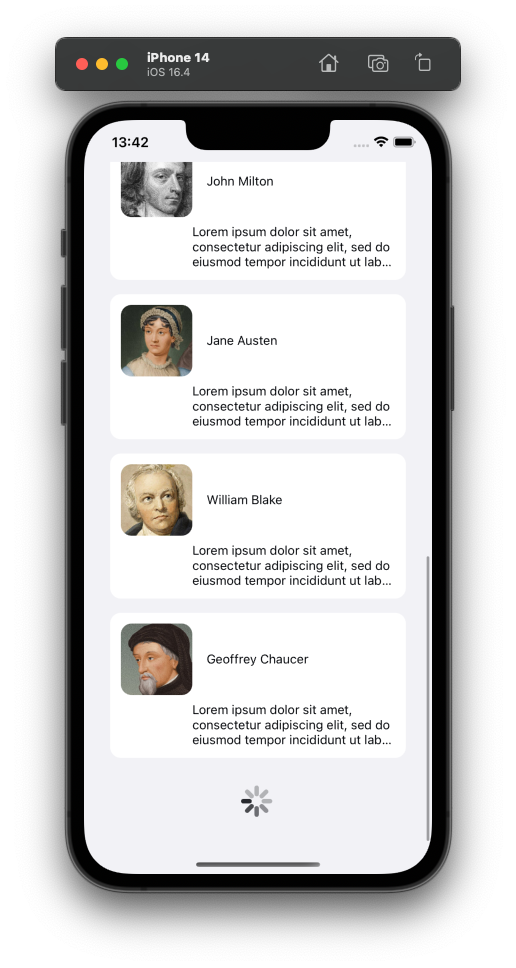 iPhone 14
iOS 16.4
13:42
John Milton
Lorem ipsum dolor sit amet,
consectetur adipiscing elit, sed do
eiusmod tempor incididunt ut lab...
Jane Austen
Lorem ipsum dolor sit amet,
consectetur adipiscing elit, sed do
eiusmod tempor incididunt ut lab...
William Blake
Lorem ipsum dolor sit amet,
consectetur adipiscing elit, sed do
eiusmod tempor incididunt ut lab...
Geoffrey Chaucer
Lorem ipsum dolor sit amet,
consectetur adipiscing elit, sed do
eiusmod tempor incididunt ut lab...